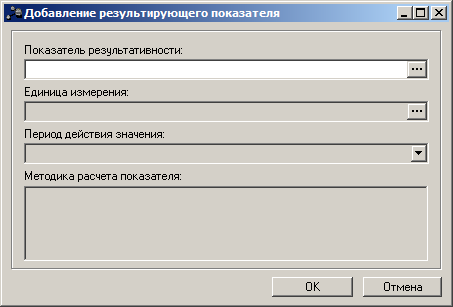 Добавление результирующего показателя
Показатель результативности:
Единица измерения:
Период действия значения:
Методика расчета показателя:
OK Отмена